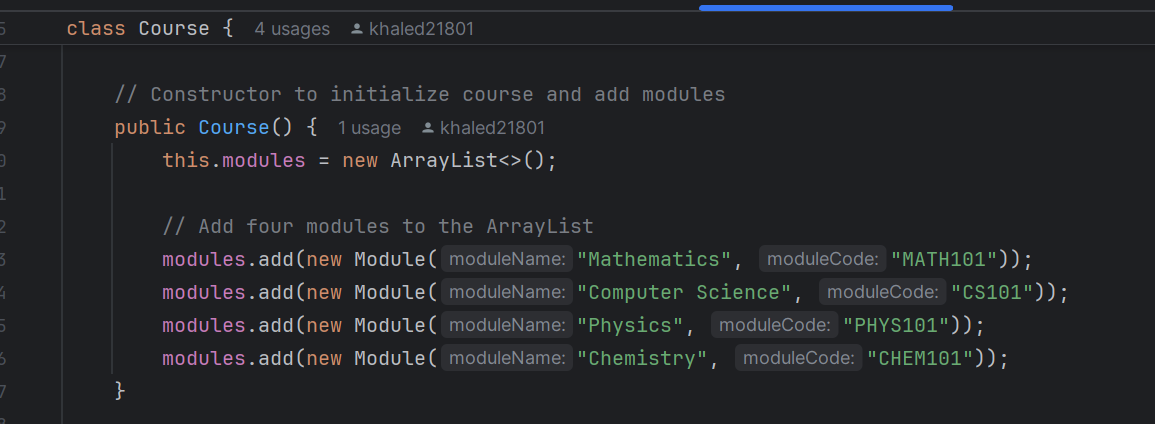 5 class Course { 4 usages khaled21801
7
8 // Constructor to initialize course and add modules
9 public Course() { 1 usage khaled21801
0 this.modules = new ArrayList<>();
1
2 // Add four modules to the ArrayList
3 modules.add(new Module( moduleName: "Mathematics", moduleCode: "MATH101"));
4 modules.add(new Module( moduleName: "Computer Science", moduleCode: "CS101"));
5 modules.add(new Module( moduleName: "Physics", moduleCode: "PHYS101"));
6 modules.add(new Module( moduleName: "Chemistry", moduleCode: "CHEM101"));
7 }